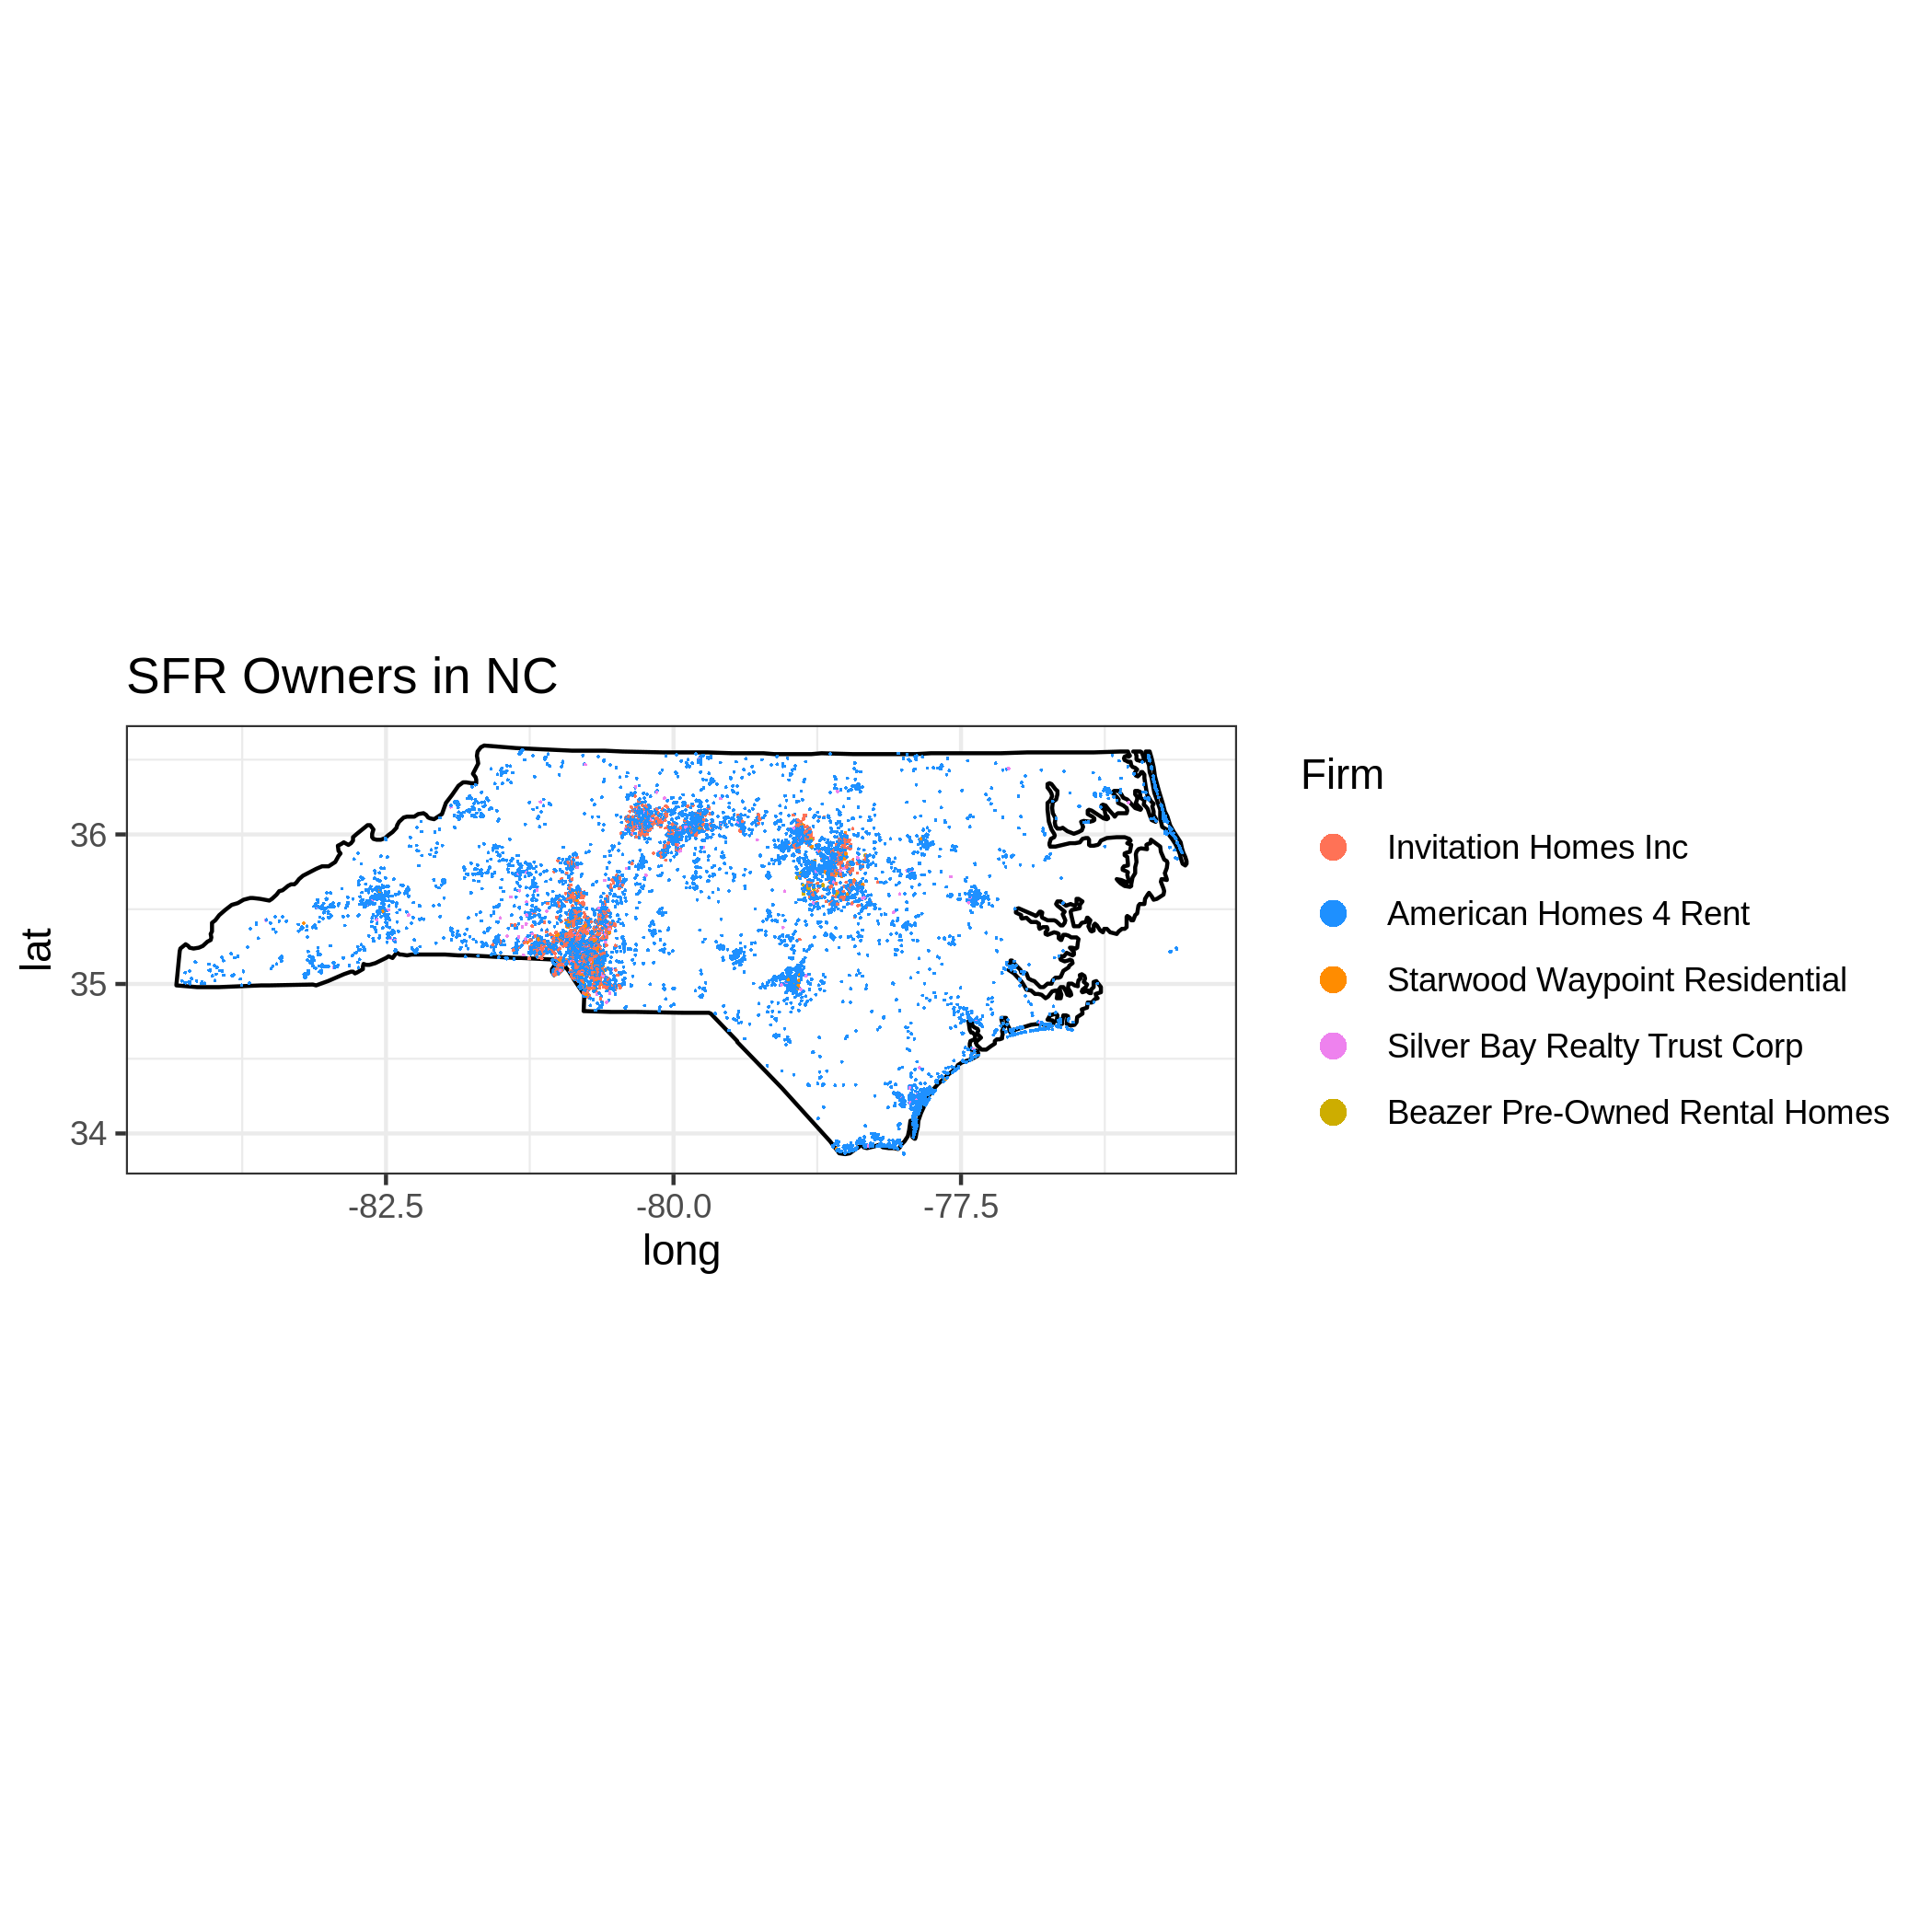 SFR Owners in NC
lat
36
35
34
-82.5
-80.0
-77.5
long
Firm
Invitation Homes Inc
American Homes 4 Rent
Starwood Waypoint Residential
Silver Bay Realty Trust Corp
Beazer Pre-Owned Rental Homes